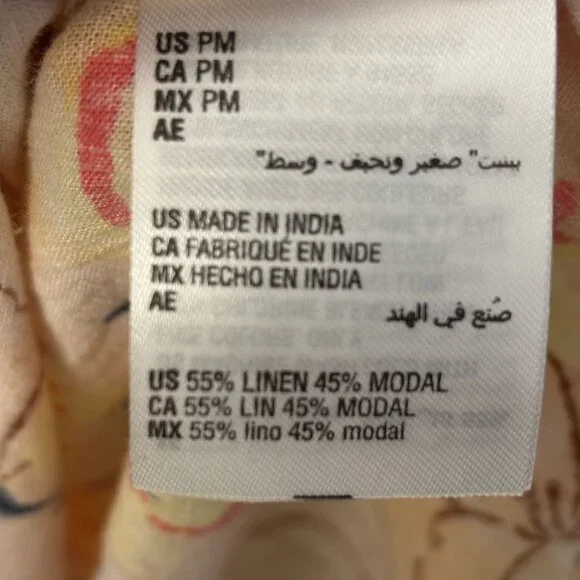 US PM
CA PM
MX PM
AE
بيتيت" صغير ونحيف - وسط"
US MADE IN INDIA
CA FABRIQUÉ EN INDE
MX HECHO EN INDIA
AE
صُنع في الهند
US 55% LINEN 45% MODAL
CA 55% LIN 45% MODAL
MX 55% lino 45% modal